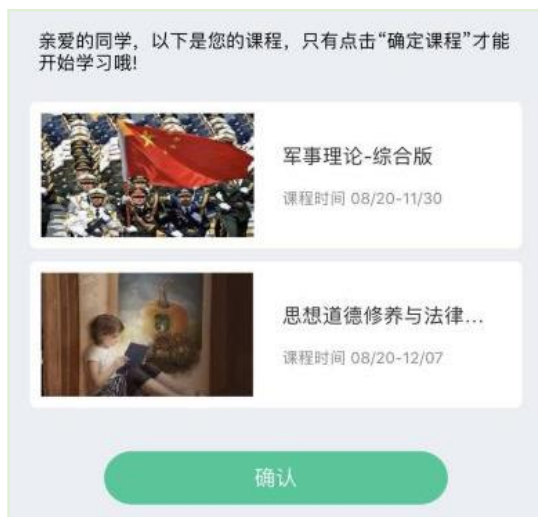 亲爱的同学，以下是您的课程，只有点击“确定课程”才能
开始学习哦!
军事理论-综合版
课程时间 08/20-11/30
思想道德修养与法律...
课程时间 08/20-12/07
确认